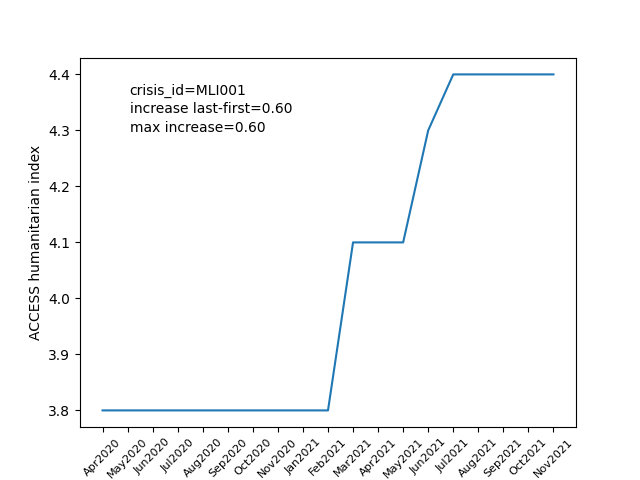 crisis_id=MLI001
increase last-first=0.60
max increase=0.60
ACCESS humanitarian index
4.4
4.3
4.2
4.1
4.0
3.9
3.8
Apr2020
May2020
Jun2020
Jul2020
Aug2020
Sep2020
Oct2020
Nov2020
Jan2021
Feb2021
Mar2021
Apr2021
May2021
Jun2021
Jul2021
Aug2021
Sep2021
Oct2021
Nov2021